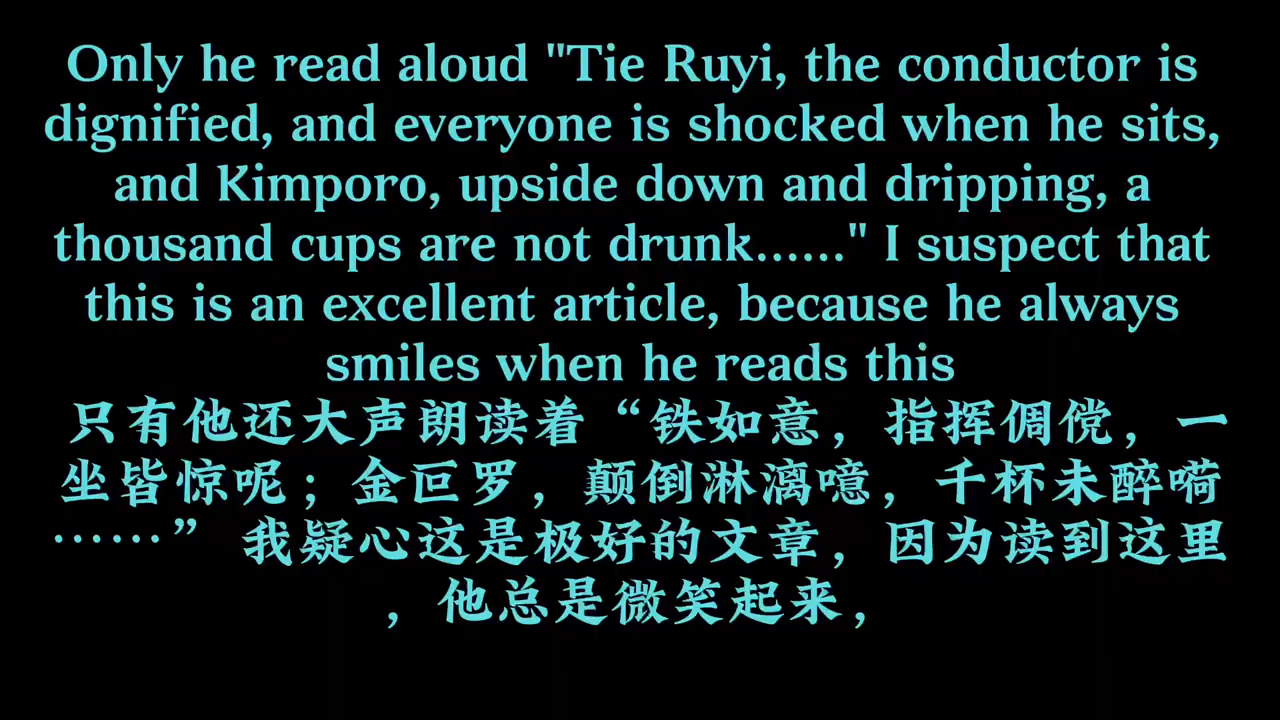 Only he read aloud "Tie Ruyi, the conductor is
dignified, and everyone is shocked when he sits,
and Kimporo, upside down and dripping, a
thousand cups are not drunk......" I suspect that
this is an excellent article, because he always
smiles when he reads this
只有他还大声朗读着“铁如意，指挥倜傥，一
坐皆惊呢；金叵罗，颠倒淋漓噫，千杯未醉嗬
……” 我疑心这是极好的文章，因为读到这里
，他总是微笑起来，